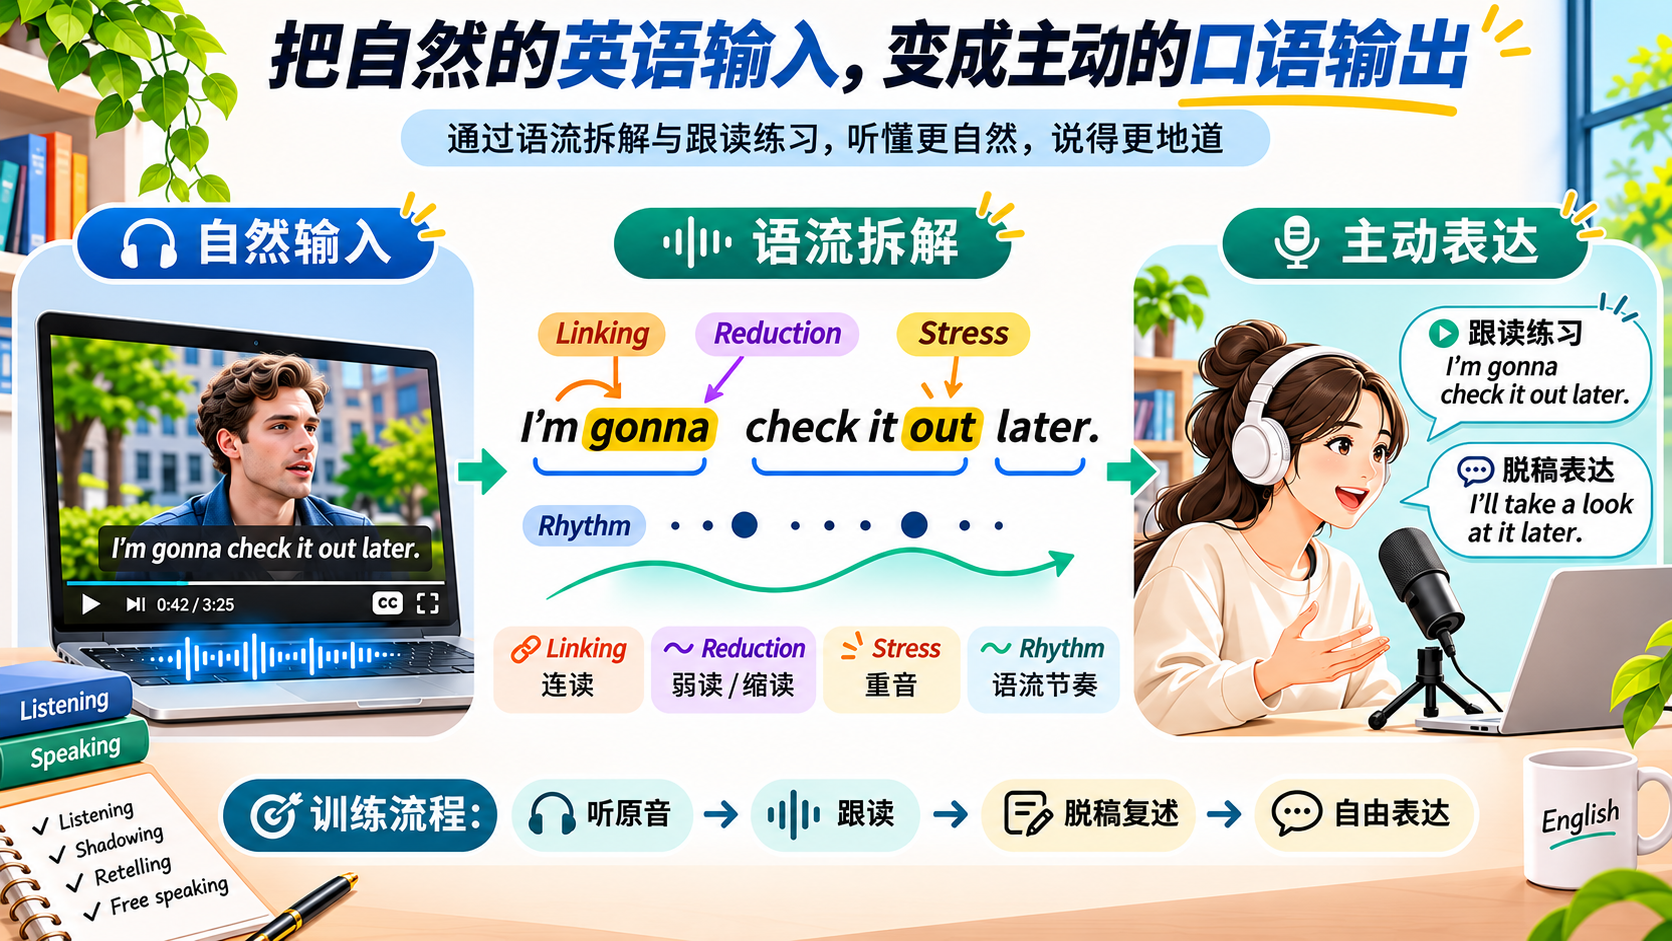 把自然的英语输入，变成主动的口语输出
通过语流拆解与跟读练习，听懂更自然，说得更地道
自然输入
I'm gonna check it out later.
0:42 / 3:25
CC
语流拆解
Linking
Reduction
Stress
I'm gonna check it out later.
Rhythm
Linking
连读
Reduction
弱读 / 缩读
Stress
重音
Rhythm
语流节奏
主动表达
跟读练习
I'm gonna
check it out later.
脱稿表达
I'll take a look
at it later.
Listening
Speaking
Listening
Shadowing
Retelling
Free speaking
训练流程：
听原音
跟读
脱稿复述
自由表达
English